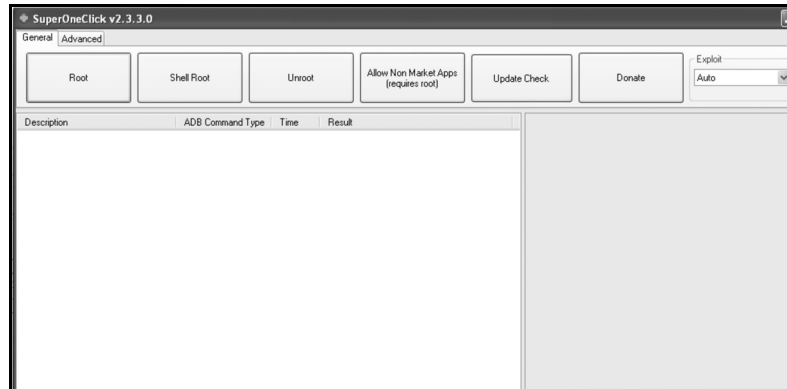 SuperOneClick v2.3.3.0
General Advanced
Root
Shell Root
Unroot
Allow Non Market Apps
(requires root)
Update Check
Donate
Exploit
Auto
Description ADB Command Type Time Result